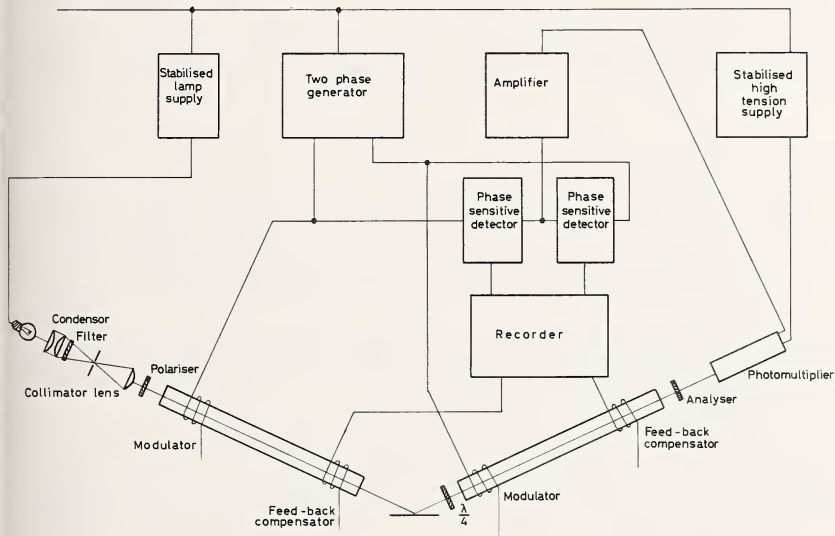 Stabilised
lamp
supply
Two phase
generator
Amplifier
Stabilised
high
tension
supply
Phase
sensitive
detector
Phase
sensitive
detector
Recorder
Condensor
Filter
Collimator lens
Polariser
Modulator
Feed-back
compensator
λ
4
Modulator
Feed-back
compensator
Analyser
Photomultiplier